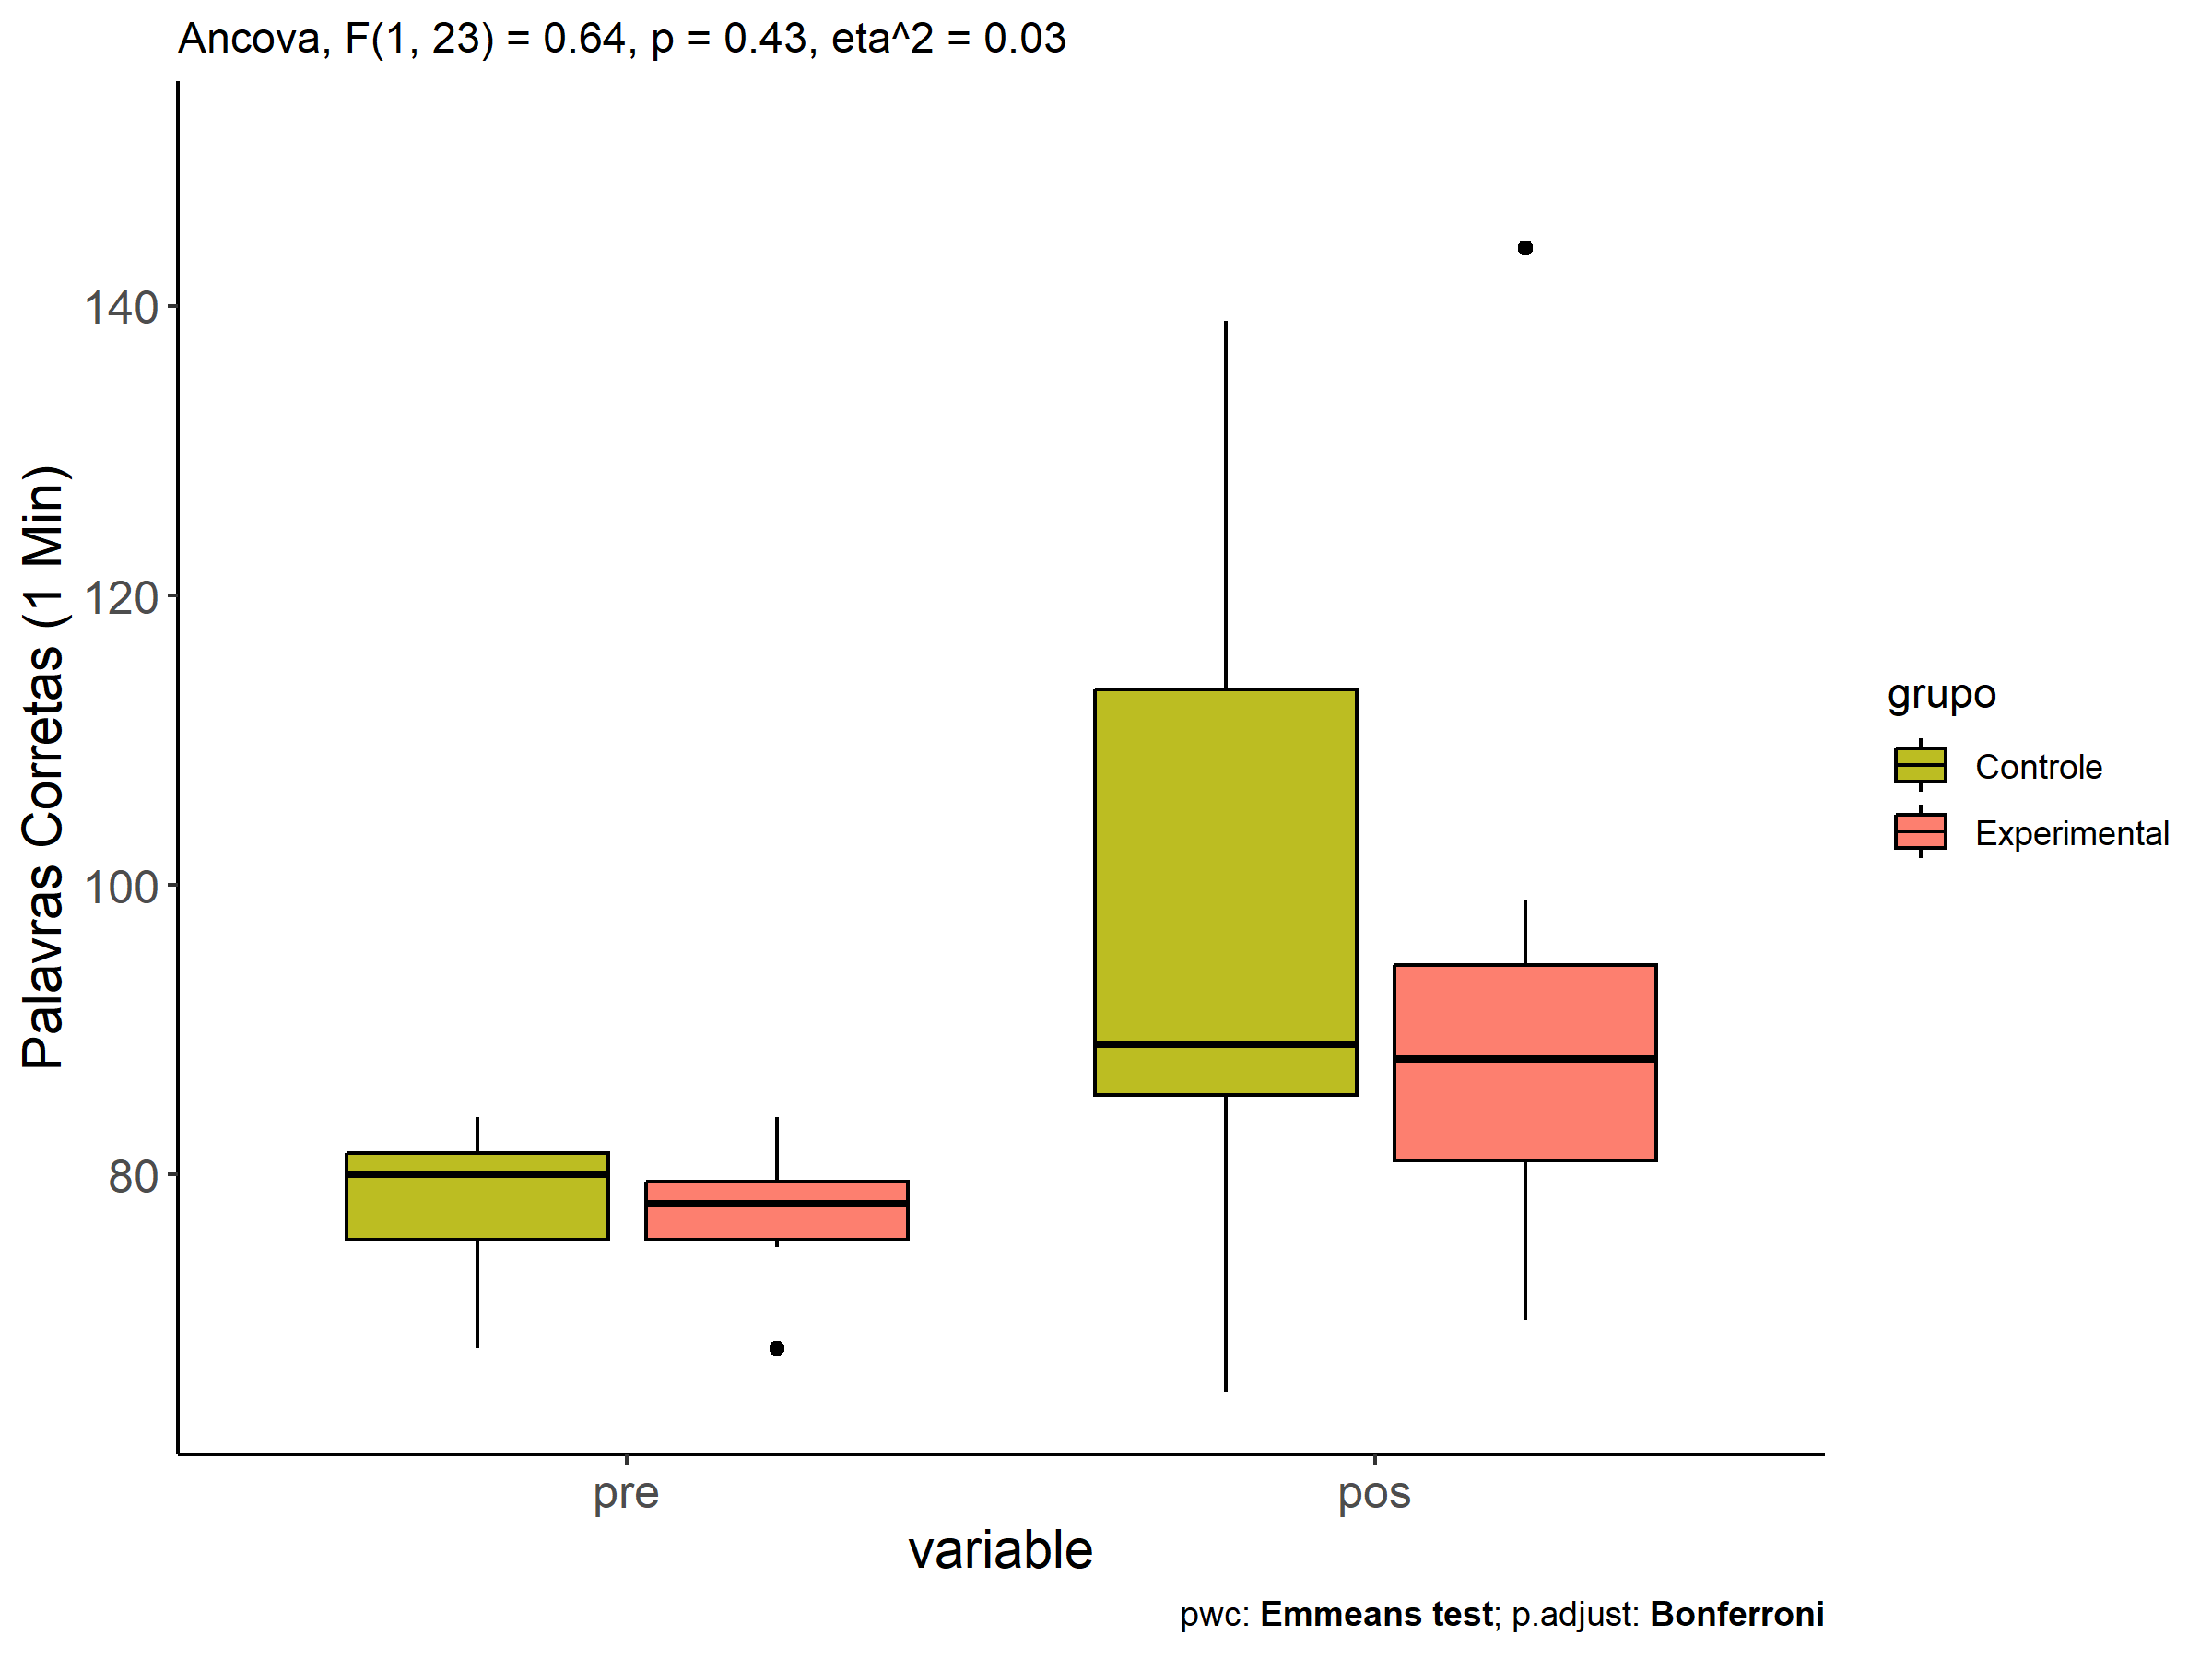 Ancova, F(1, 23) = 0.64, p = 0.43, eta^2 = 0.03
Palavras Corretas (1 Min)
140
120
100
80
pre
pos
variable
grupo
Controle
Experimental
pwc: Emmeans test; p.adjust: Bonferroni